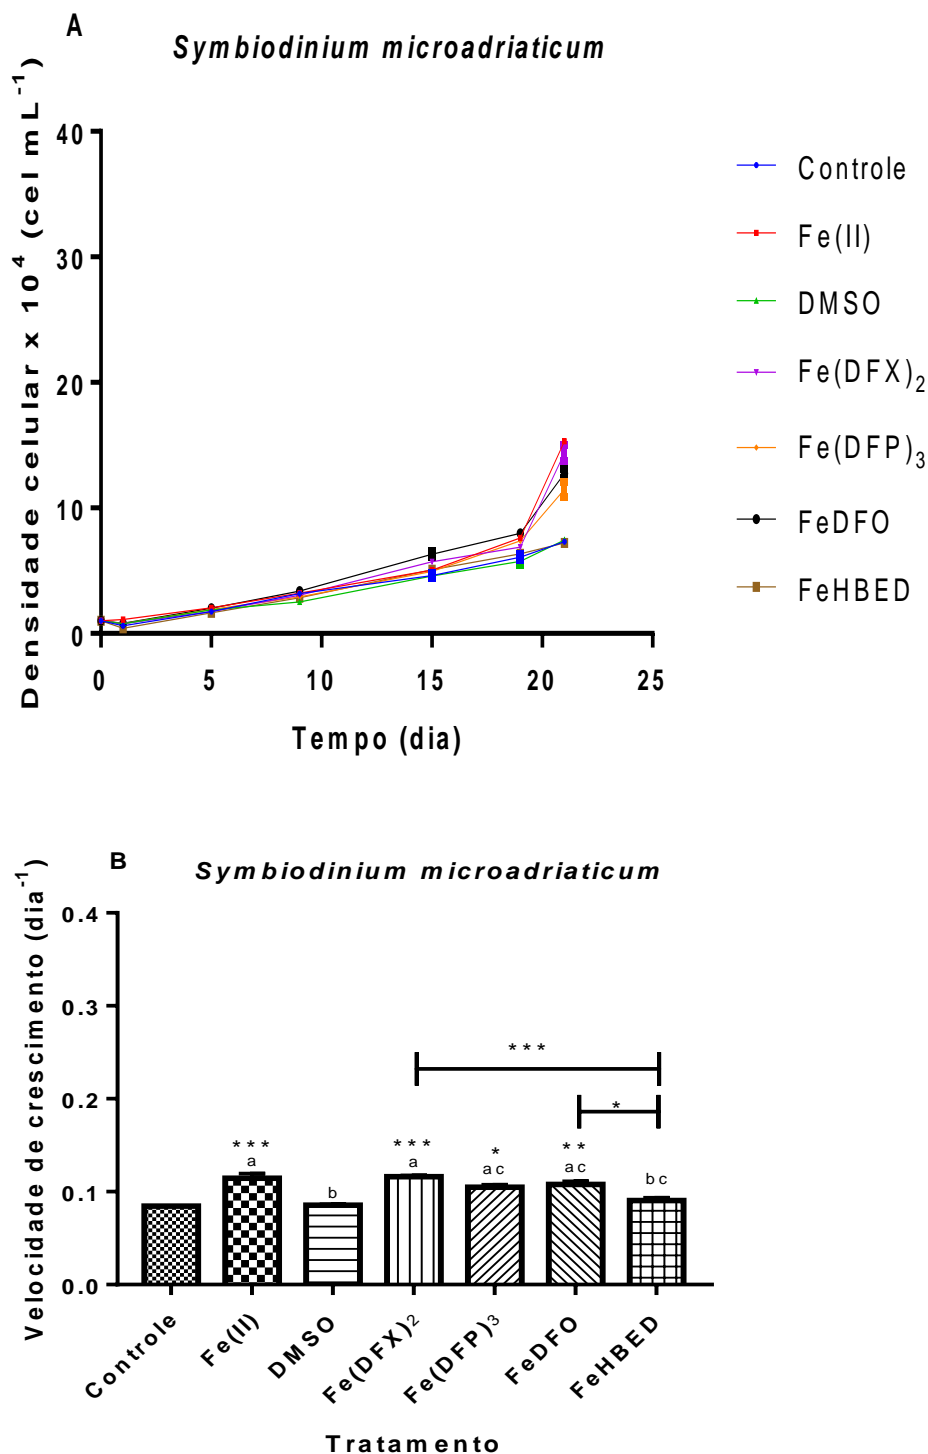 A
Symbiodinium microadriaticum
Densidade celular x 10⁴ (cel mL⁻¹)
40
30
20
10
0
0 5 10 15 20 25
Tempo (dia)
Controle
Fe(II)
DMSO
Fe(DFX)₂
Fe(DFP)₃
FeDFO
FeHBED
B
Symbiodinium microadriaticum
Velocidade de crescimento (dia⁻¹)
0.4
0.3
0.2
0.1
0.0
***
*
*** *** * **
a b a ac ac bc
Controle
Fe(II)
DMSO
Fe(DFX)²
Fe(DFP)³
FeDFO
FeHBED
Tratamento